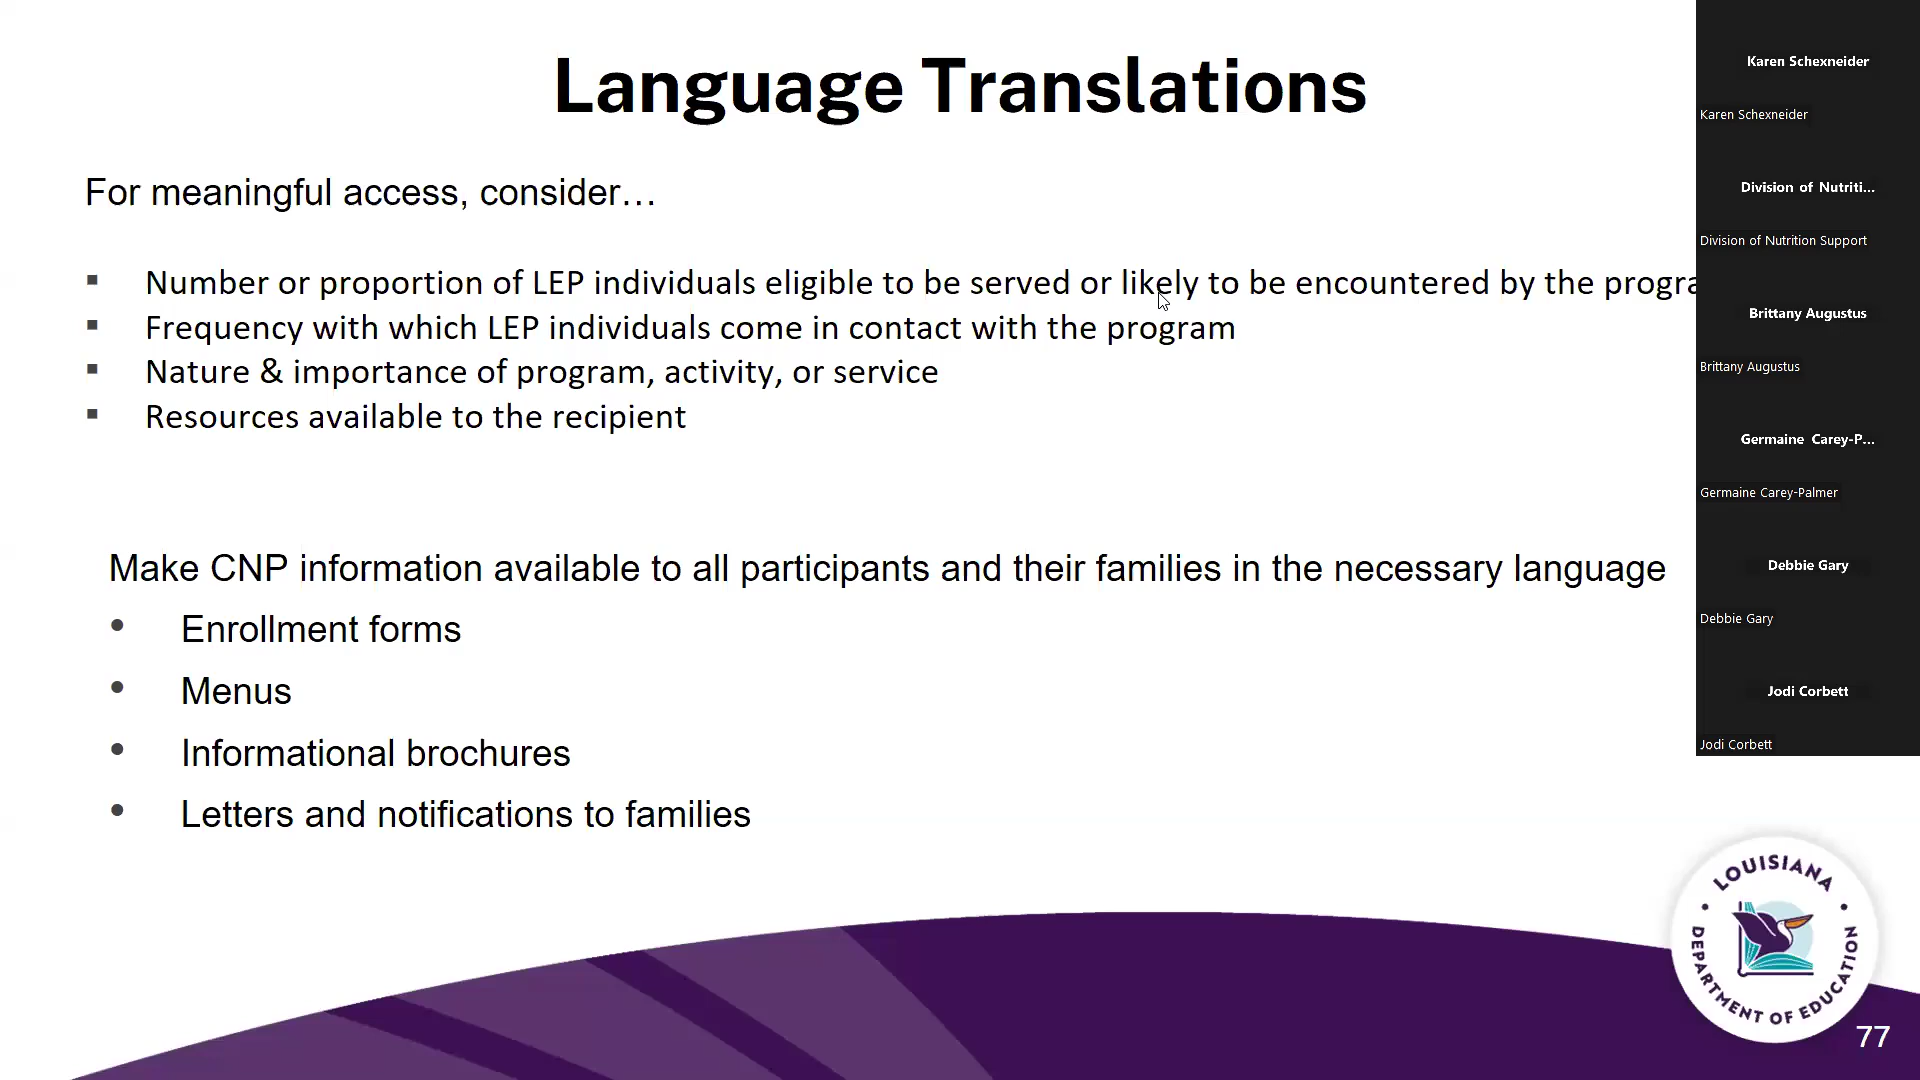 Language Translations
For meaningful access, consider…
▪ Number or proportion of LEP individuals eligible to be served or likely to be encountered by the
▪ Frequency with which LEP individuals come in contact with the program
▪ Nature & importance of program, activity, or service
▪ Resources available to the recipient
Make CNP information available to all participants and their families in the necessary language
• Enrollment forms
• Menus
• Informational brochures
• Letters and notifications to families
Karen Schexneider
Karen Schexneider
Division of Nutriti...
Division of Nutrition Support
Brittany Augustus
Brittany Augustus
Germaine Carey-P...
Germaine Carey-Palmer
Debbie Gary
Debbie Gary
Jodi Corbett
Jodi Corbett
LOUISIANA
DEPARTMENT OF EDUCATION
77